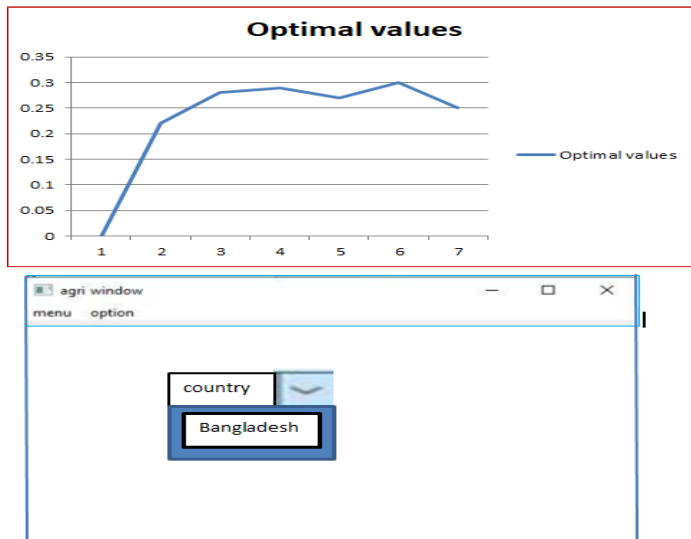 Optimal values
0.35
0.3
0.25
0.2
0.15
0.1
0.05
0
1 2 3 4 5 6 7
Optimal values
agri window
menu option
country
Bangladesh